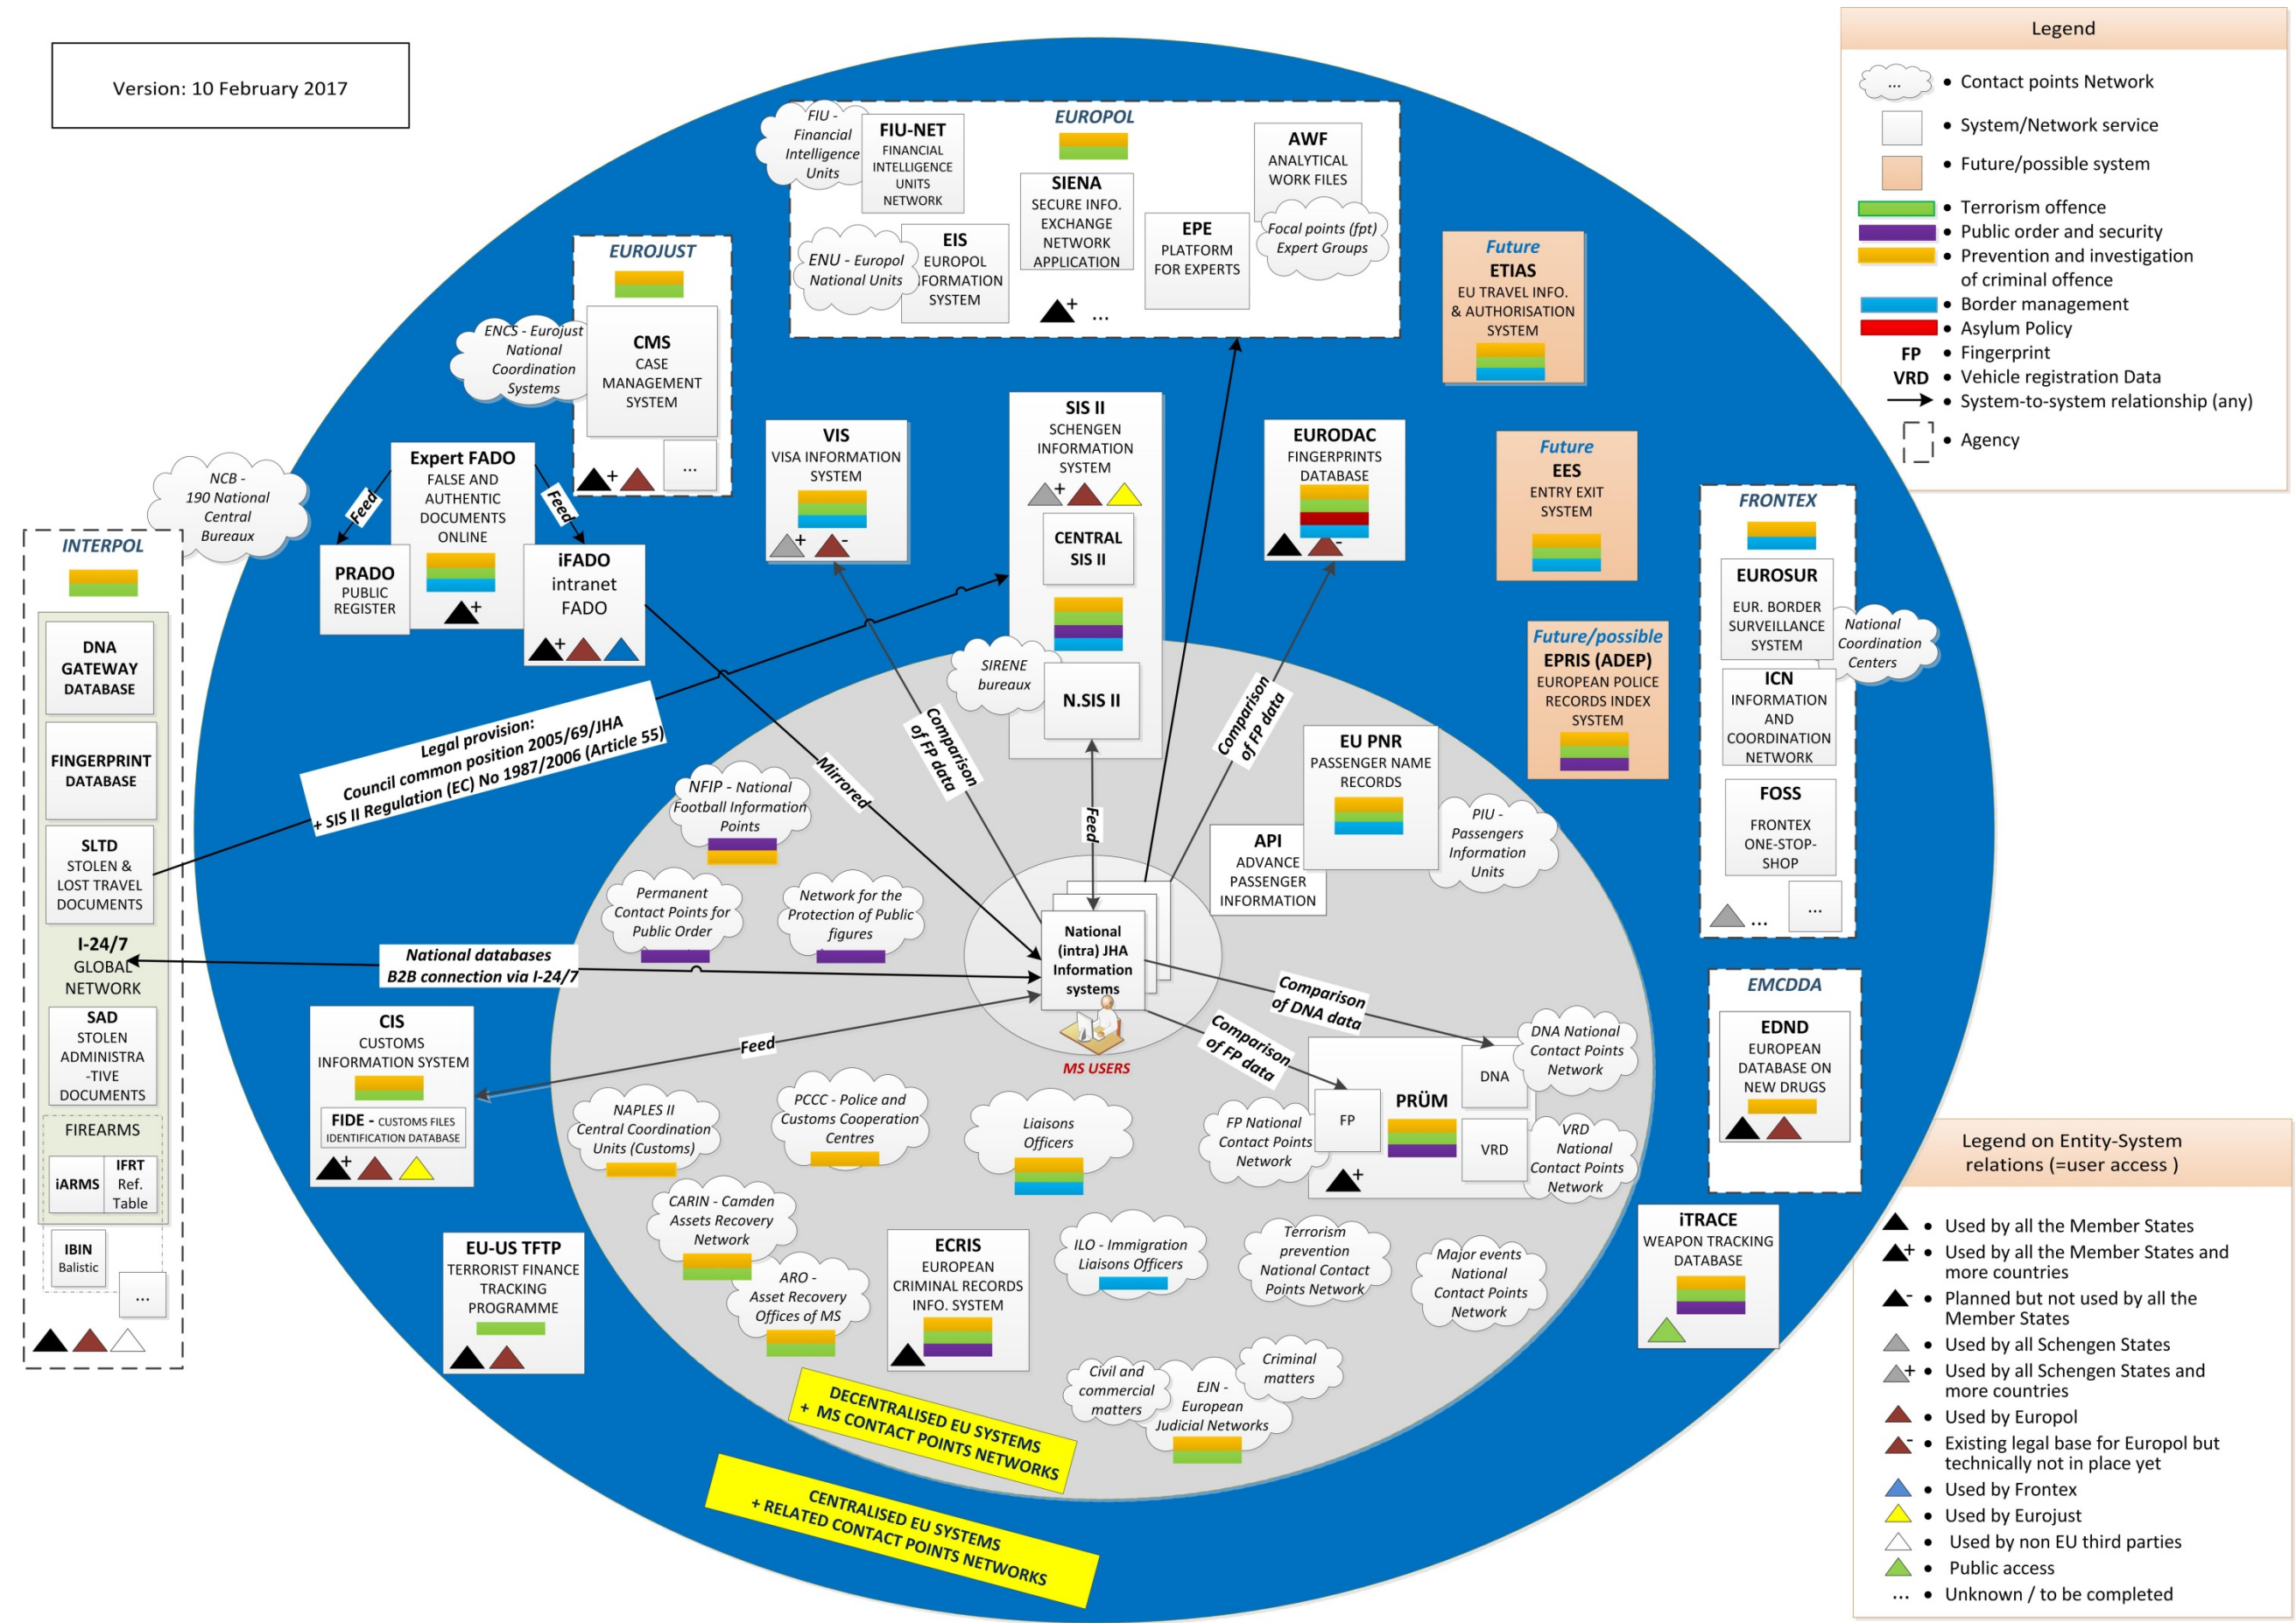 Version: 10 February 2017
Legend
...
Contact points Network
System/Network service
Future/possible system
Terrorism offence
Public order and security
Prevention and investigation
of criminal offence
Border management
Asylum Policy
FP
Fingerprint
VRD
Vehicle registration Data
System-to-system relationship (any)
Agency
EUROPOL
FIU -
Financial
Intelligence
Units
FIU-NET
FINANCIAL
INTELLIGENCE
UNITS
NETWORK
ENU - Europol
National Units
EIS
EUROPOL
FORMATION
SYSTEM
SIENA
SECURE INFO.
EXCHANGE
NETWORK
APPLICATION
+
...
EPE
PLATFORM
FOR EXPERTS
AWF
ANALYTICAL
WORK FILES
Focal points (fpt)
Expert Groups
EUROJUST
ENCS - Eurojust
National
Coordination
Systems
CMS
CASE
MANAGEMENT
SYSTEM
+
...
Future
ETIAS
EU TRAVEL INFO.
& AUTHORISATION
SYSTEM
Future
EES
ENTRY EXIT
SYSTEM
Future/possible
EPRIS (ADEP)
EUROPEAN POLICE
RECORDS INDEX
SYSTEM
Expert FADO
FALSE AND
AUTHENTIC
DOCUMENTS
ONLINE
+
Feed
Feed
PRADO
PUBLIC
REGISTER
iFADO
intranet
FADO
+
VIS
VISA INFORMATION
SYSTEM
+
-
SIS II
SCHENGEN
INFORMATION
SYSTEM
+
CENTRAL
SIS II
SIRENE
bureaux
N.SIS II
EURODAC
FINGERPRINTS
DATABASE
-
FRONTEX
EUROSUR
EUR. BORDER
SURVEILLANCE
SYSTEM
National
Coordination
Centers
ICN
INFORMATION
AND
COORDINATION
NETWORK
FOSS
FRONTEX
ONE-STOP-
SHOP
...
...
NCB -
190 National
Central
Bureaux
INTERPOL
DNA
GATEWAY
DATABASE
FINGERPRINT
DATABASE
SLTD
STOLEN &
LOST TRAVEL
DOCUMENTS
I-24/7
GLOBAL
NETWORK
SAD
STOLEN
ADMINISTRA
-TIVE
DOCUMENTS
FIREARMS
iARMS
IFRT
Ref.
Table
IBIN
Balistic
...
Legal provision:
Council common position 2005/69/JHA
+ SIS II Regulation (EC) No 1987/2006 (Article 55)
Mirrored
Comparison
of FP data
Feed
Comparison
of FP data
National databases
B2B connection via I-24/7
Feed
Comparison
of DNA data
Comparison
of FP data
NFIP - National
Football Information
Points
Permanent
Contact Points for
Public Order
Network for the
Protection of Public
figures
National
(intra) JHA
Information
systems
MS USERS
EU PNR
PASSENGER NAME
RECORDS
API
ADVANCE
PASSENGER
INFORMATION
PIU -
Passengers
Information
Units
CIS
CUSTOMS
INFORMATION SYSTEM
FIDE - CUSTOMS FILES
IDENTIFICATION DATABASE
+
EU-US TFTP
TERRORIST FINANCE
TRACKING
PROGRAMME
NAPLES II
Central Coordination
Units (Customs)
PCCC - Police and
Customs Cooperation
Centres
Liaisons
Officers
FP National
Contact Points
Network
FP
PRÜM
DNA
VRD
+
DNA National
Contact Points
Network
VRD
National
Contact Points
Network
CARIN - Camden
Assets Recovery
Network
ARO -
Asset Recovery
Offices of MS
ECRIS
EUROPEAN
CRIMINAL RECORDS
INFO. SYSTEM
ILO - Immigration
Liaisons Officers
Terrorism
prevention
National Contact
Points Network
Major events
National
Contact Points
Network
Civil and
commercial
matters
EJN -
European
Judicial Networks
Criminal
matters
EMCDDA
EDND
EUROPEAN
DATABASE ON
NEW DRUGS
iTRACE
WEAPON TRACKING
DATABASE
DECENTRALISED EU SYSTEMS
+ MS CONTACT POINTS NETWORKS
CENTRALISED EU SYSTEMS
+ RELATED CONTACT POINTS NETWORKS
Legend on Entity-System
relations (=user access )
Used by all the Member States
+
Used by all the Member States and
more countries
-
Planned but not used by all the
Member States
Used by all Schengen States
+
Used by all Schengen States and
more countries
Used by Europol
-
Existing legal base for Europol but
technically not in place yet
Used by Frontex
Used by Eurojust
Used by non EU third parties
Public access
...
Unknown / to be completed